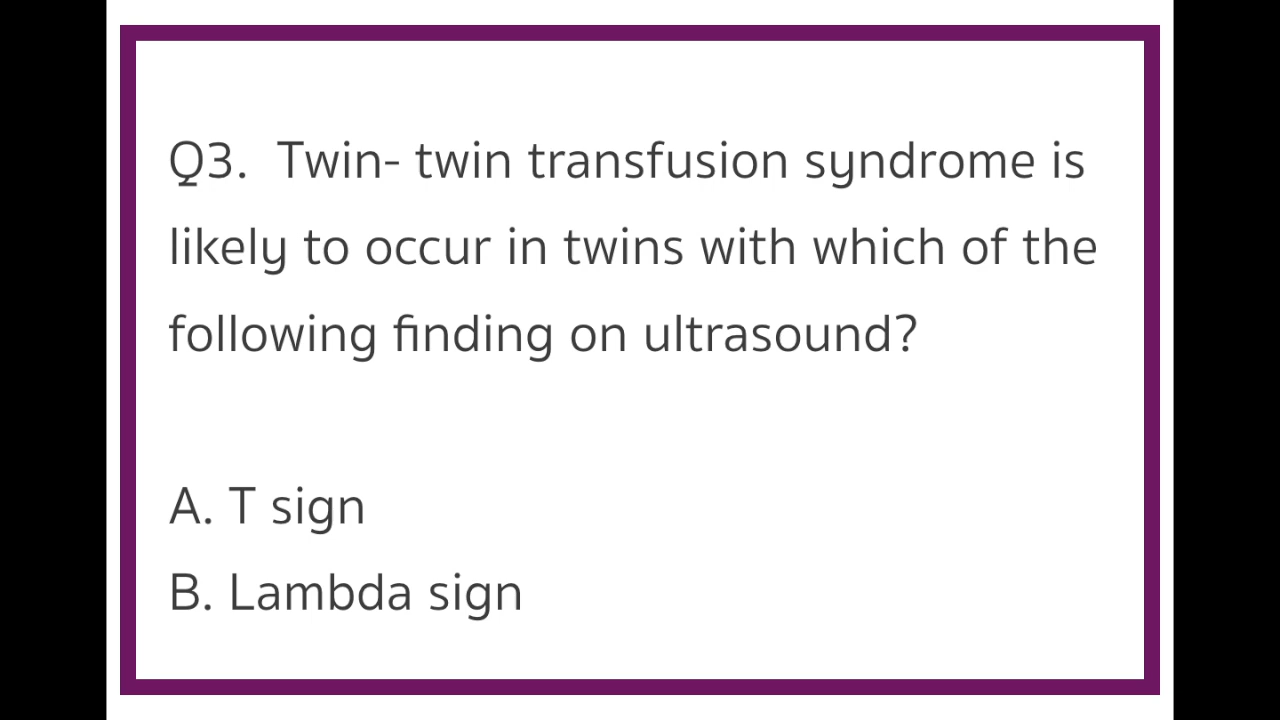 Q3. Twin- twin transfusion syndrome is
likely to occur in twins with which of the
following finding on ultrasound?
A. T sign
B. Lambda sign